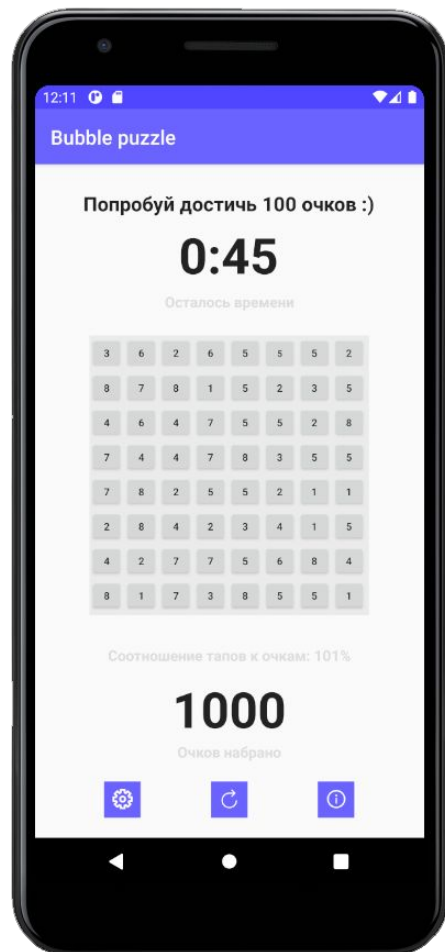 12:11
Bubble puzzle
Попробуй достичь 100 очков :)
0:45
Осталось времени
3 6 2 6 5 5 5 2
8 7 8 1 5 2 3 5
4 6 4 7 5 5 2 8
7 4 4 7 8 3 5 5
7 8 2 5 5 2 1 1
2 8 4 2 3 4 1 5
4 2 7 7 5 6 8 4
8 1 7 3 8 5 5 1
Соотношение тапов к очкам: 101%
1000
Очков набрано